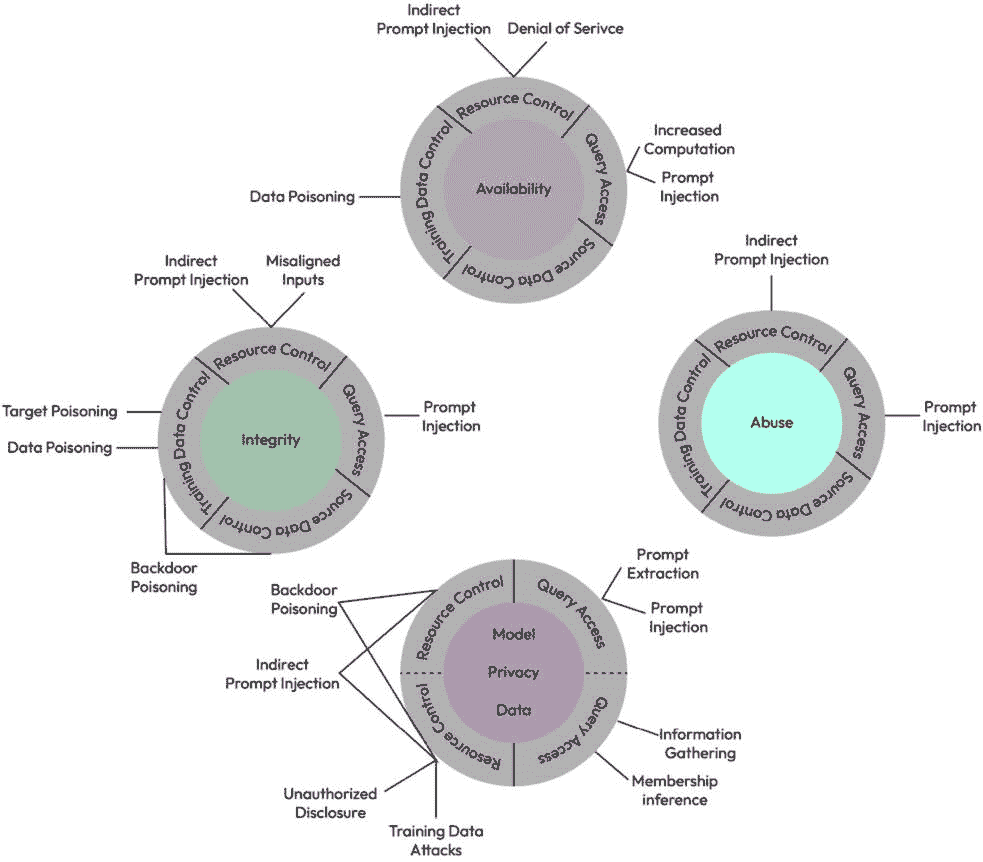 Indirect
Prompt Injection
Denial of Serivce
Resource Control
Query Access
Source Data Control
Training Data Control
Availability
Increased
Computation
Prompt
Injection
Data Poisoning
Indirect
Prompt Injection
Misaligned
Inputs
Resource Control
Query Access
Source Data Control
Training Data Control
Integrity
Target Poisoning
Data Poisoning
Prompt
Injection
Backdoor
Poisoning
Indirect
Prompt Injection
Resource Control
Query Access
Source Data Control
Training Data Control
Abuse
Prompt
Injection
Resource Control
Query Access
Model
Privacy
Data
Resource Control
Query Access
Prompt
Extraction
Prompt
Injection
Backdoor
Poisoning
Indirect
Prompt Injection
Information
Gathering
Membership
inference
Unauthorized
Disclosure
Training Data
Attacks